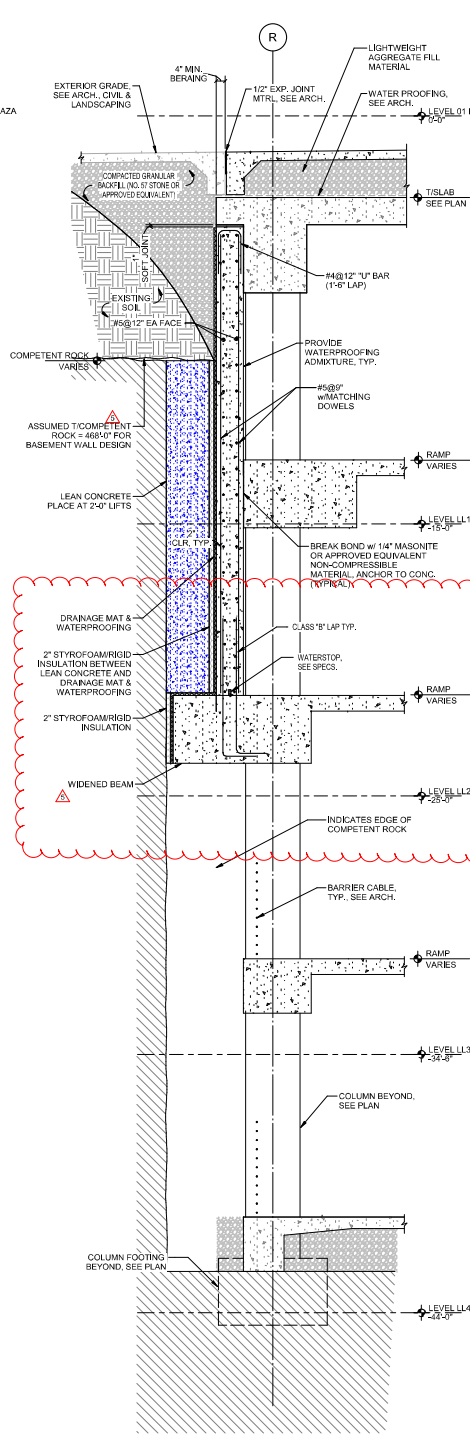 R
4" MIN.
BERAING
LIGHTWEIGHT
AGGREGATE FILL
MATERIAL
EXTERIOR GRADE,
SEE ARCH., CIVIL &
LANDSCAPING
1/2" EXP. JOINT
MTRL, SEE ARCH.
WATER PROOFING,
SEE ARCH.
AZA
LEVEL 01
0'-0"
COMPACTED GRANULAR
BACKFILL (NO. 57 STONE OR
APPROVED EQUIVALENT)
T/SLAB
SEE PLAN
1"
SOFT JOINT
#4@12" "U" BAR
(1'-6" LAP)
EXISTING
SOIL
#5@12" EA FACE
PROVIDE
WATERPROOFING
ADMIXTURE, TYP.
COMPETENT ROCK
VARIES
#5@9"
w/MATCHING
DOWELS
5
ASSUMED T/COMPETENT
ROCK = 468'-0" FOR
BASEMENT WALL DESIGN
RAMP
VARIES
LEAN CONCRETE
PLACE AT 2'-0" LIFTS
LEVEL LL1
-15'-0"
2"
CLR. TYP.
BREAK BOND w/ 1/4" MASONITE
OR APPROVED EQUIVALENT
NON-COMPRESSIBLE
MATERIAL, ANCHOR TO CONC.
(TYPICAL)
DRAINAGE MAT &
WATERPROOFING
CLASS "B" LAP TYP.
2" STYROFOAM/RIGID
INSULATION BETWEEN
LEAN CONCRETE AND
DRAINAGE MAT &
WATERPROOFING
WATERSTOP,
SEE SPECS.
RAMP
VARIES
2" STYROFOAM/RIGID
INSULATION
WIDENED BEAM
5
LEVEL LL2
-25'-0"
INDICATES EDGE OF
COMPETENT ROCK
BARRIER CABLE,
TYP., SEE ARCH.
RAMP
VARIES
LEVEL LL3
-34'-6"
COLUMN BEYOND,
SEE PLAN
COLUMN FOOTING
BEYOND, SEE PLAN
LEVEL LL4
-44'-0"